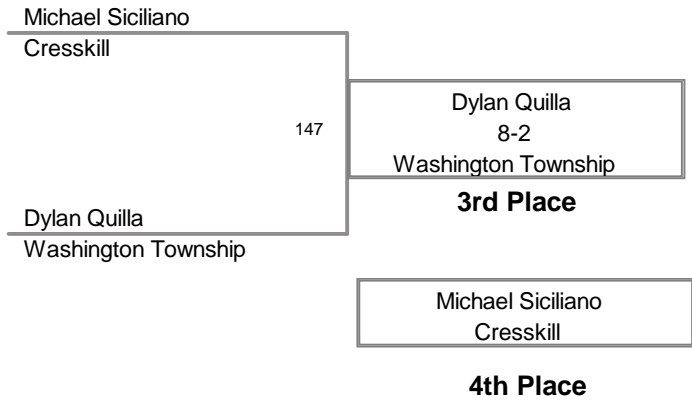 Michael Siciliano
Cresskill
147
Dylan Quilla
8-2
Washington Township
3rd Place
Dylan Quilla
Washington Township
Michael Siciliano
Cresskill
4th Place